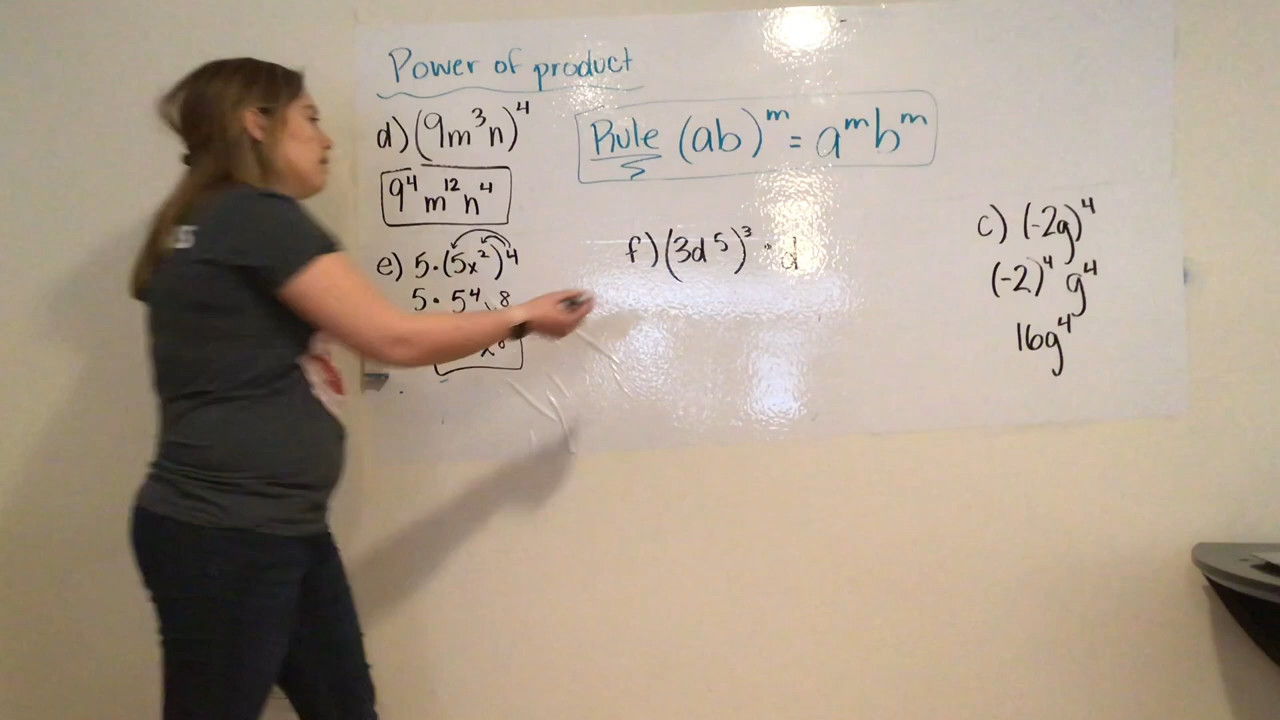 Power of product
d) (9m³n)⁴
9⁴ m¹² n⁴
Rule (ab)ᵐ = aᵐbᵐ
e) 5·(5x²)⁴
5· 5⁴ 8
x⁸
f) (3d⁵)³ · d
c) (-2g)⁴
(-2)⁴ g⁴
16g⁴